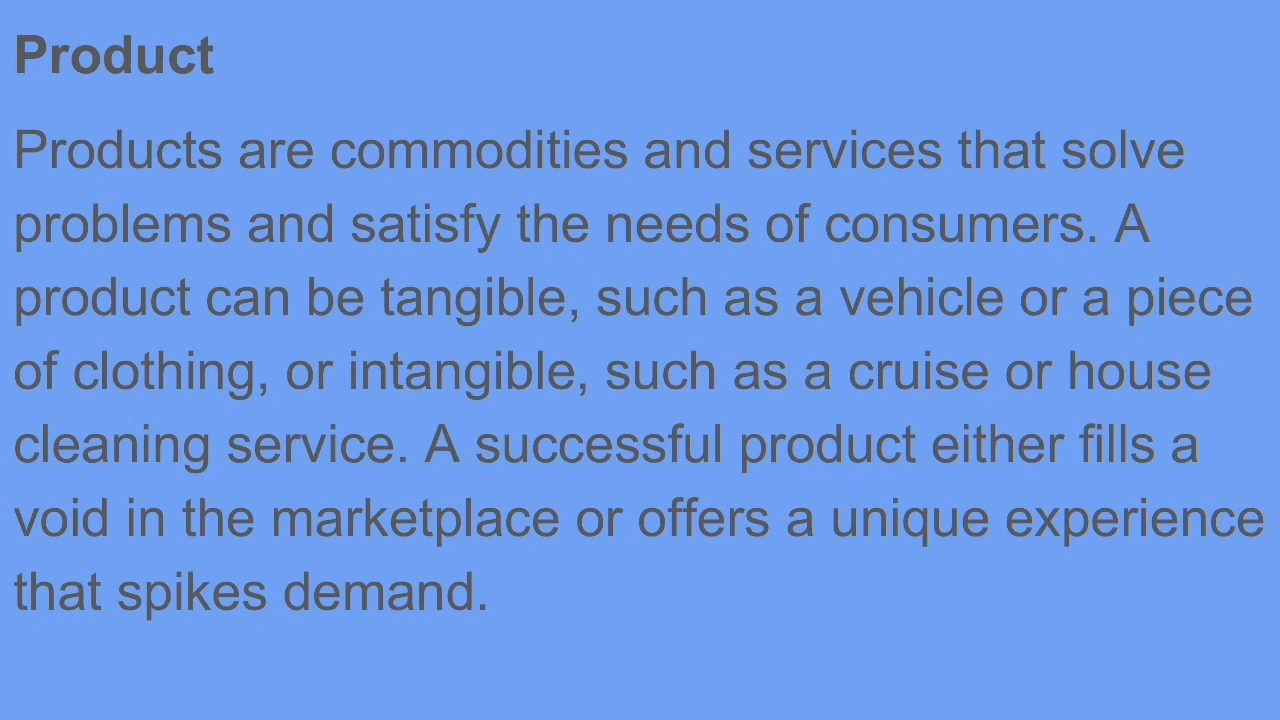 Product
Products are commodities and services that solve
problems and satisfy the needs of consumers. A
product can be tangible, such as a vehicle or a piece
of clothing, or intangible, such as a cruise or house
cleaning service. A successful product either fills a
void in the marketplace or offers a unique experience
that spikes demand.